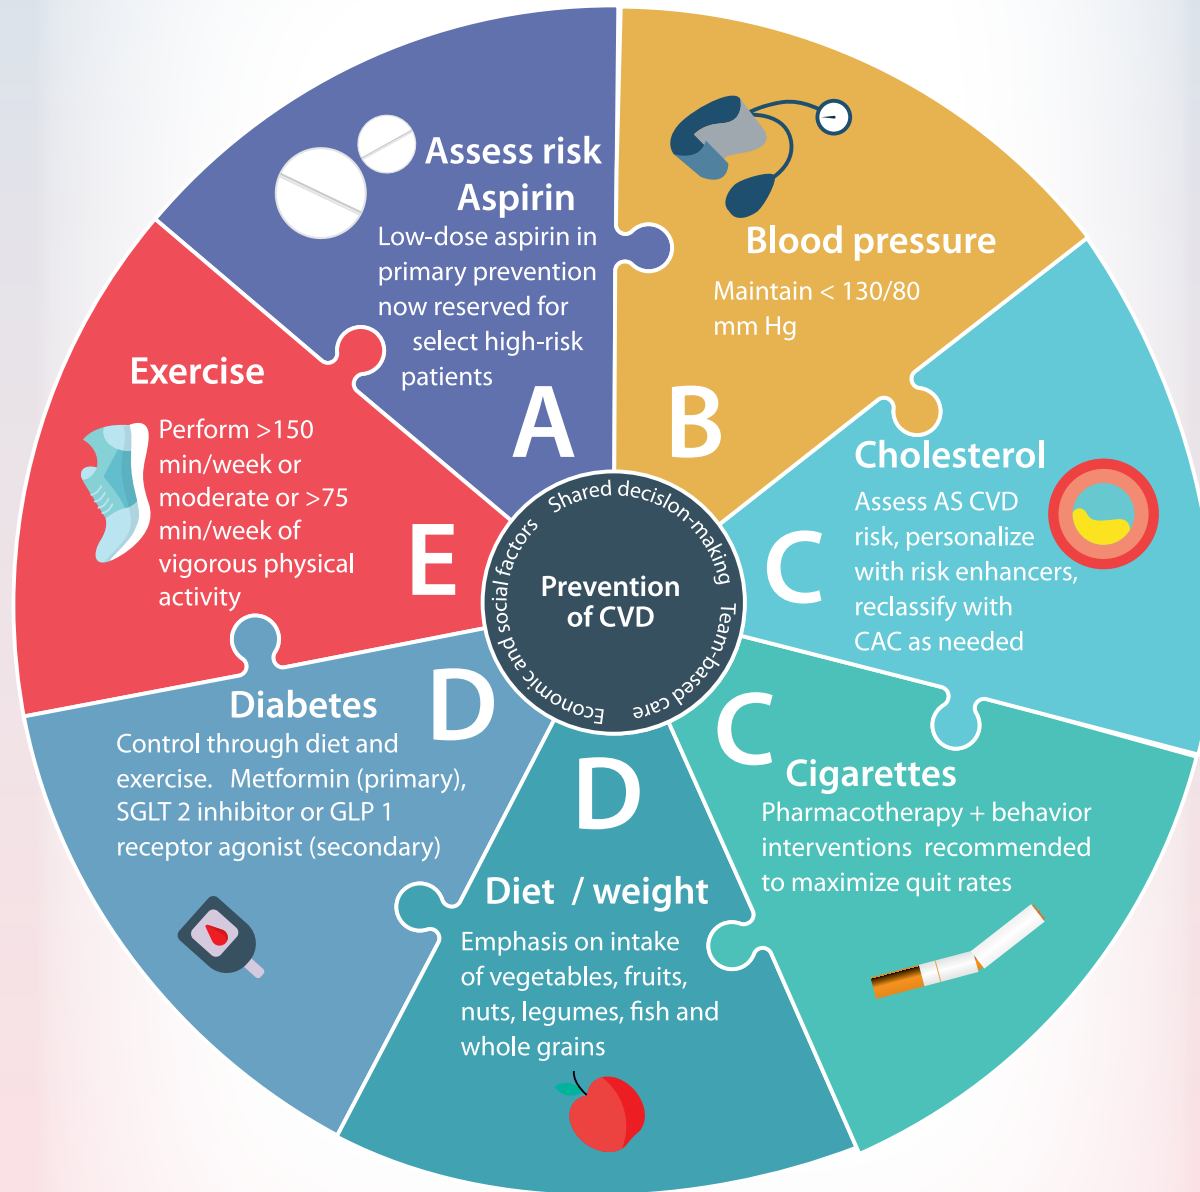 Assess risk
Aspirin
Low-dose aspirin in
primary prevention
now reserved for
select high-risk
patients
A
Blood pressure
Maintain < 130/80
mm Hg
B
Cholesterol
Assess AS CVD
risk, personalize
with risk enhancers,
reclassify with
CAC as needed
C
Cigarettes
Pharmacotherapy + behavior
interventions recommended
to maximize quit rates
C
Diet / weight
Emphasis on intake
of vegetables, fruits,
nuts, legumes, fish and
whole grains
D
Diabetes
Control through diet and
exercise. Metformin (primary),
SGLT 2 inhibitor or GLP 1
receptor agonist (secondary)
D
Exercise
Perform >150
min/week or
moderate or >75
min/week of
vigorous physical
activity
E
Prevention
of CVD
Shared decision-making
Team-based care
Economic and social factors